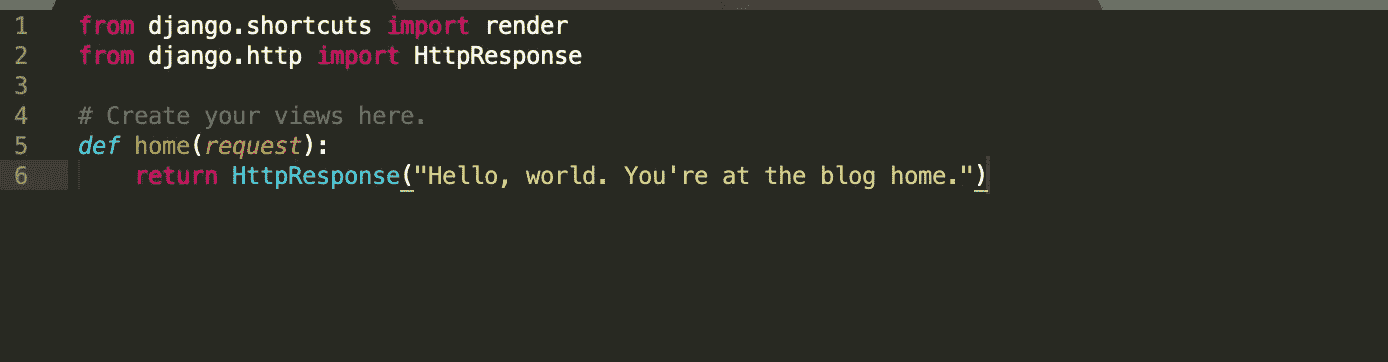 1 from django.shortcuts import render
2 from django.http import HttpResponse
3
4 # Create your views here.
5 def home(request):
6     return HttpResponse("Hello, world. You're at the blog home.")